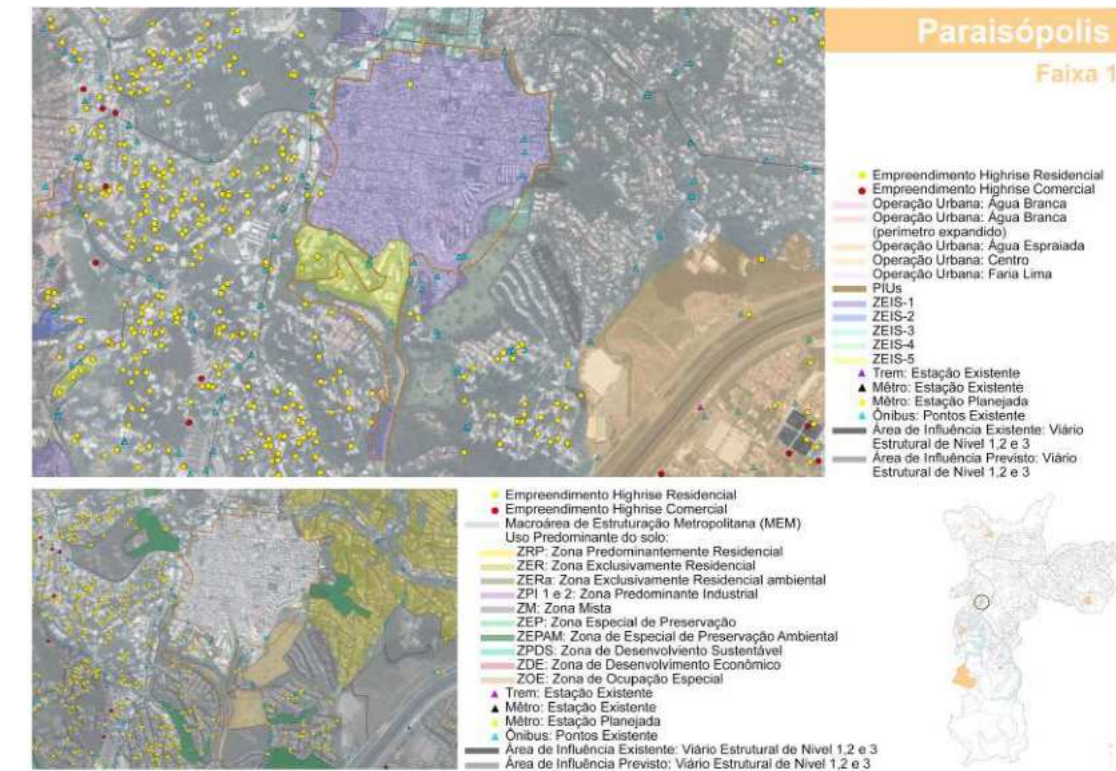 Paraisópolis
Faixa 1
Empreendimento Highrise Residencial
Empreendimento Highrise Comercial
Operação Urbana: Água Branca
Operação Urbana: Água Branca
(perimetro expandido)
Operação Urbana: Água Espraiada
Operação Urbana: Centro
Operação Urbana: Faria Lima
PIUs
ZEIS-1
ZEIS-2
ZEIS-3
ZEIS-4
ZEIS-5
Trem: Estação Existente
Mêtro: Estação Existente
Mêtro: Estação Planejada
Ônibus: Pontos Existente
Área de Influência Existente: Viário
Estrutural de Nivel 1,2 e 3
Área de Influência Previsto: Viário
Estrutural de Nivel 1,2 e 3
Empreendimento Highrise Residencial
Empreendimento Highrise Comercial
Macroárea de Estruturação Metropolitana (MEM)
Uso Predominante do solo:
ZRP: Zona Predominantemente Residencial
ZER: Zona Exclusivamente Residencial
ZERa: Zona Exclusivamente Residencial ambiental
ZPI 1 e 2: Zona Predominante Industrial
ZM: Zona Mista
ZEP: Zona Especial de Preservação
ZEPAM: Zona de Especial de Preservação Ambiental
ZPDS: Zona de Desenvolviento Sustentável
ZDE: Zona de Desenvolvimento Econômico
ZOE: Zona de Ocupação Especial
Trem: Estação Existente
Mêtro: Estação Existente
Mêtro: Estação Planejada
Ônibus: Pontos Existente
Área de Influência Existente: Viário Estrutural de Nivel 1,2 e 3
Área de Influência Previsto: Viário Estrutural de Nivel 1,2 e 3